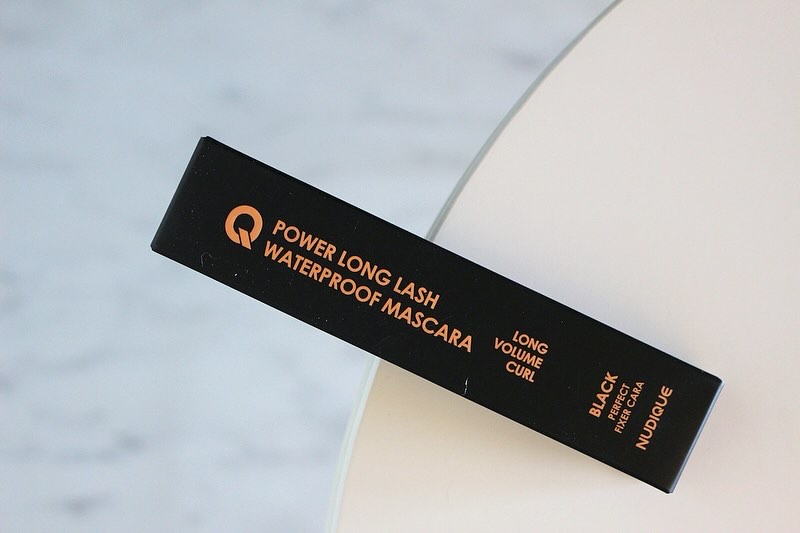 Q
POWER LONG LASH
WATERPROOF MASCARA
LONG
VOLUME
CURL
BLACK
PERFECT
FIXER CARA
NUDIQUE